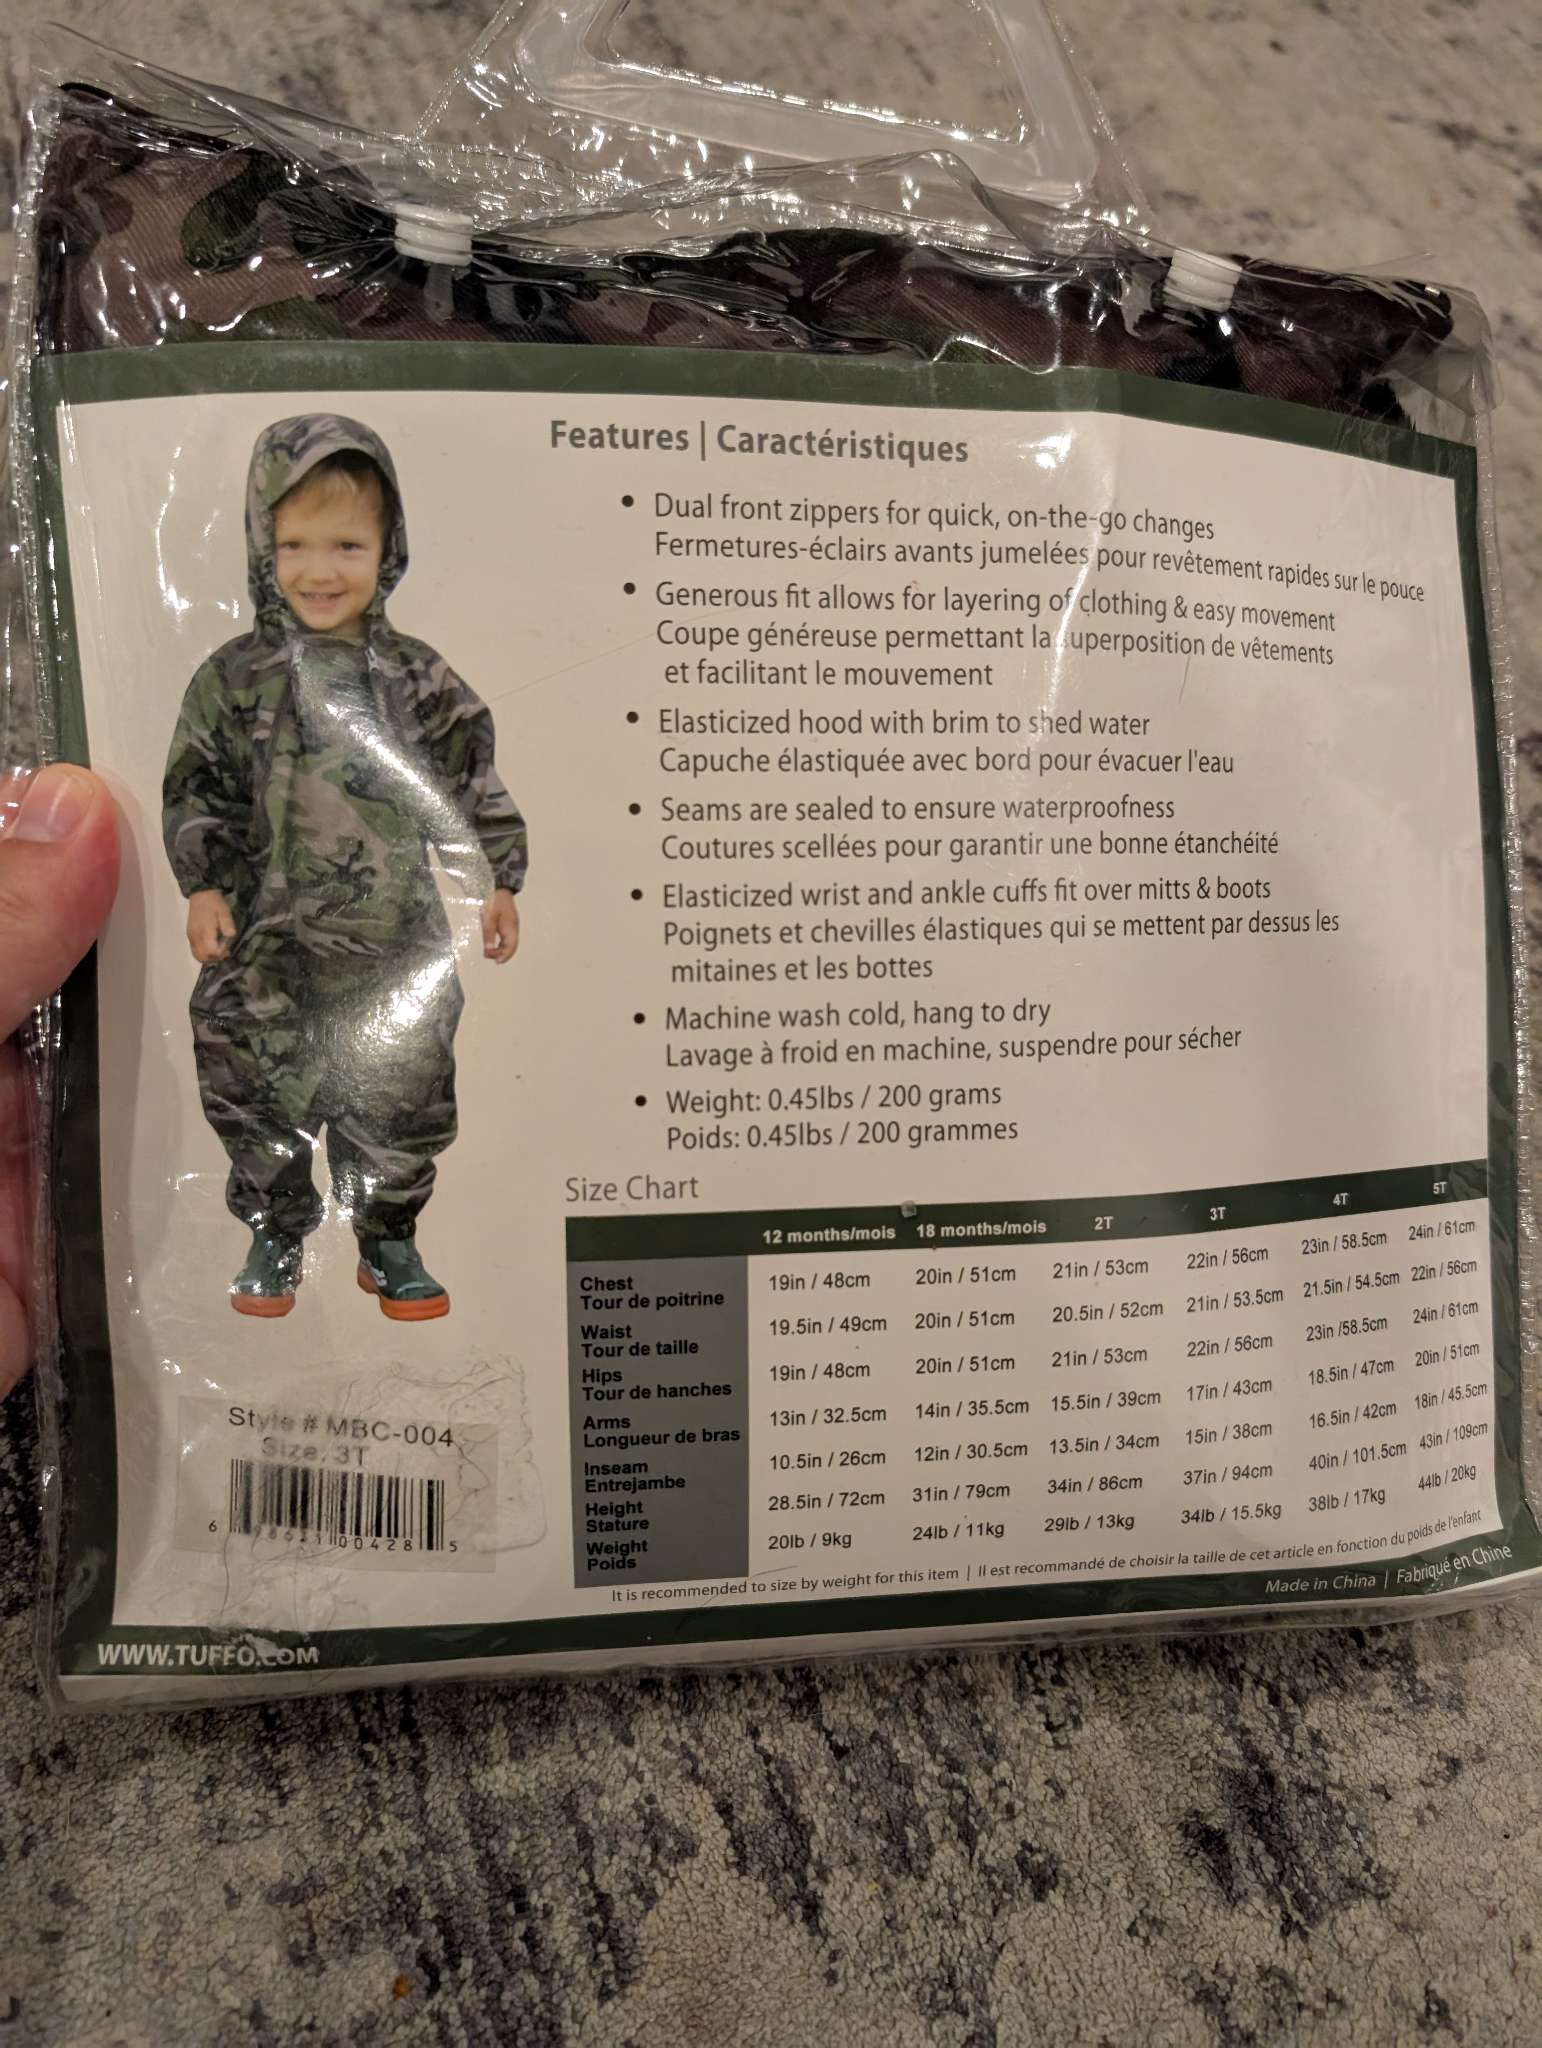 Features | Caractéristiques
• Dual front zippers for quick, on-the-go changes
Fermetures-éclairs avants jumelées pour revêtement rapides sur le pouce
• Generous fit allows for layering of clothing & easy movement
Coupe généreuse permettant la superposition de vêtements
et facilitant le mouvement
• Elasticized hood with brim to shed water
Capuche élastiquée avec bord pour évacuer l'eau
• Seams are sealed to ensure waterproofness
Coutures scellées pour garantir une bonne étanchéité
• Elasticized wrist and ankle cuffs fit over mitts & boots
Poignets et chevilles élastiques qui se mettent par dessus les
mitaines et les bottes
• Machine wash cold, hang to dry
Lavage à froid en machine, suspendre pour sécher
• Weight: 0.45lbs / 200 grams
Poids: 0.45lbs / 200 grammes
Size Chart
12 months/mois 18 months/mois 2T 3T 4T 5T
Chest 19in / 48cm 20in / 51cm 21in / 53cm 22in / 56cm 23in / 58.5cm 24in / 61cm
Tour de poitrine
Waist 19.5in / 49cm 20in / 51cm 20.5in / 52cm 21in / 53.5cm 21.5in / 54.5cm 22in / 56cm
Tour de taille
Hips 19in / 48cm 20in / 51cm 21in / 53cm 22in / 56cm 23in /58.5cm 24in / 61cm
Tour de hanches
Arms 13in / 32.5cm 14in / 35.5cm 15.5in / 39cm 17in / 43cm 18.5in / 47cm 20in / 51cm
Longueur de bras
Inseam 10.5in / 26cm 12in / 30.5cm 13.5in / 34cm 15in / 38cm 16.5in / 42cm 18in / 45.5cm
Entrejambe
Height 28.5in / 72cm 31in / 79cm 34in / 86cm 37in / 94cm 40in / 101.5cm 43in / 109cm
Stature
Weight 20lb / 9kg 24lb / 11kg 29lb / 13kg 34lb / 15.5kg 38lb / 17kg 44lb / 20kg
Poids
It is recommended to size by weight for this item | Il est recommandé de choisir la taille de cet article en fonction du poids de l'enfant
Made in China | Fabriqué en Chine
Style # MBC-004
Size: 3T
6 00428 5
WWW.TUFFO.COM